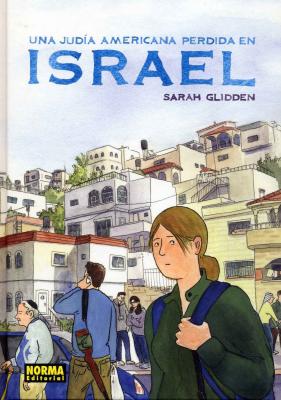 UNA JUDÍA AMERICANA PERDIDA EN
ISRAEL
SARAH GLIDDEN
NORMA
Editorial